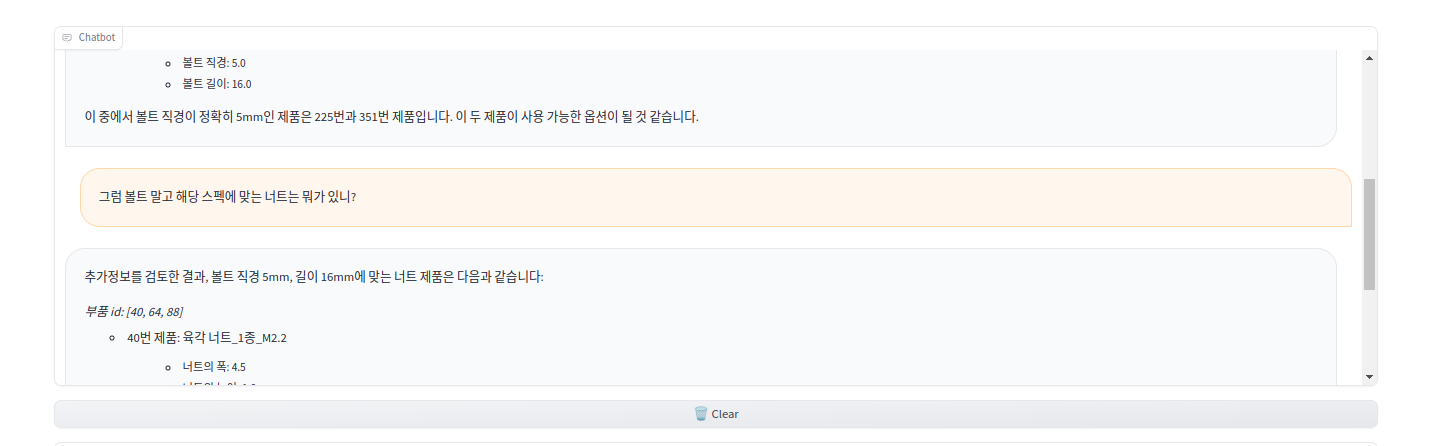 Chatbot
볼트 직경: 5.0
볼트 길이: 16.0
이 중에서 볼트 직경이 정확히 5mm인 제품은 225번과 351번 제품입니다. 이 두 제품이 사용 가능한 옵션이 될 것 같습니다.
그럼 볼트 말고 해당 스펙에 맞는 너트는 뭐가 있니?
추가정보를 검토한 결과, 볼트 직경 5mm, 길이 16mm에 맞는 너트 제품은 다음과 같습니다:
부품 id: [40, 64, 88]
40번 제품: 육각 너트_1종_M2.2
너트의 폭: 4.5
Clear